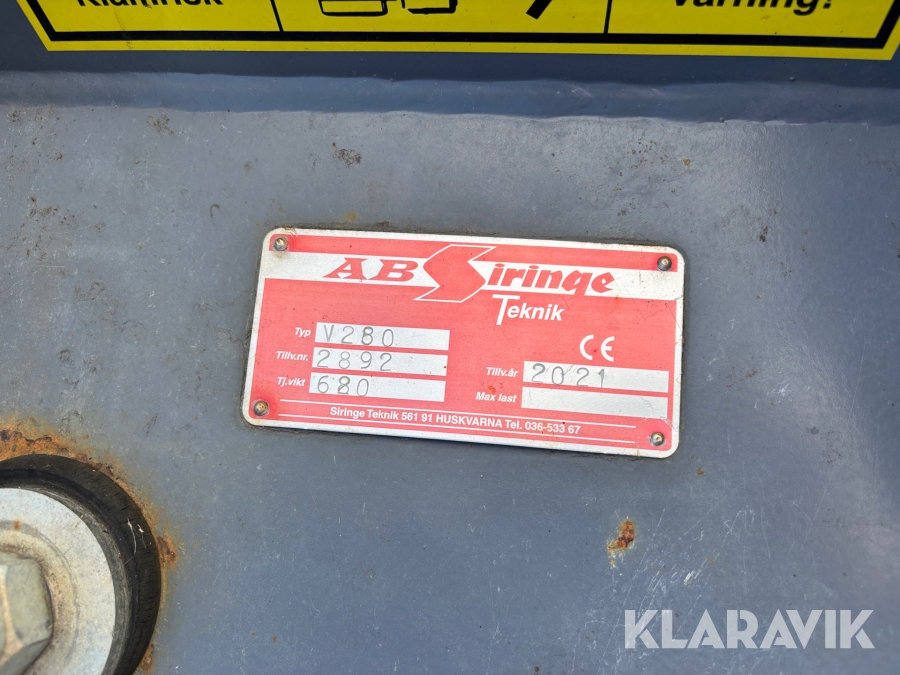 Klämrisk
Varning!
AB Siringe
Teknik
Typ V280
Tillv.nr. 2892
Tj.vikt 680
CE
Tillv.år 2021
Max last
Siringe Teknik 561 91 HUSKVARNA Tel. 036-533 67
KLARAVIK